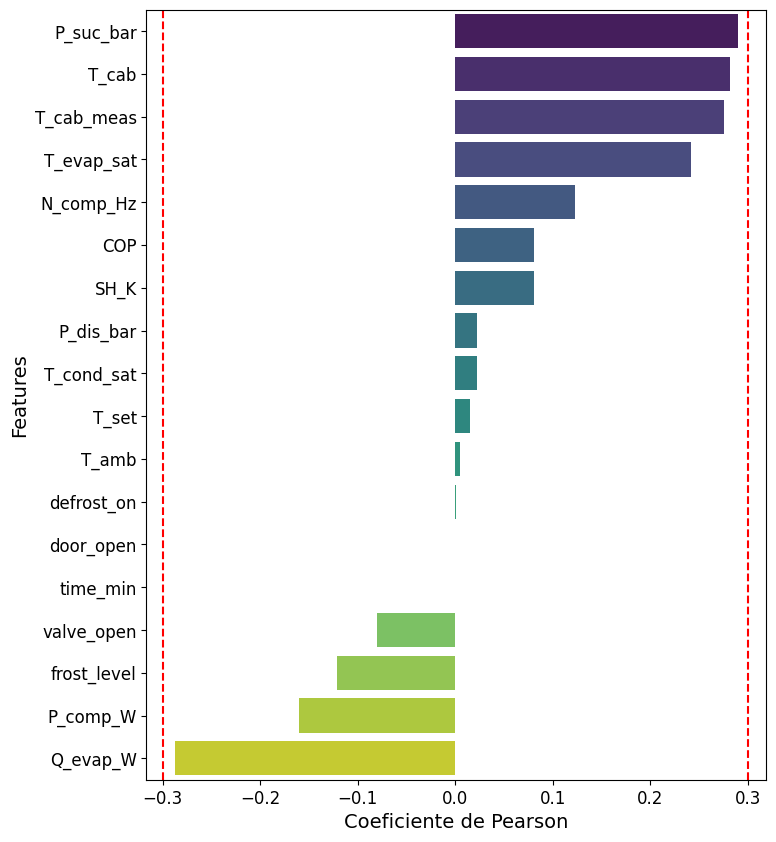 P_suc_bar
T_cab
T_cab_meas
T_evap_sat
N_comp_Hz
COP
SH_K
P_dis_bar
T_cond_sat
T_set
T_amb
defrost_on
door_open
time_min
valve_open
frost_level
P_comp_W
Q_evap_W
Features
−0.3 −0.2 −0.1 0.0 0.1 0.2 0.3
Coeficiente de Pearson